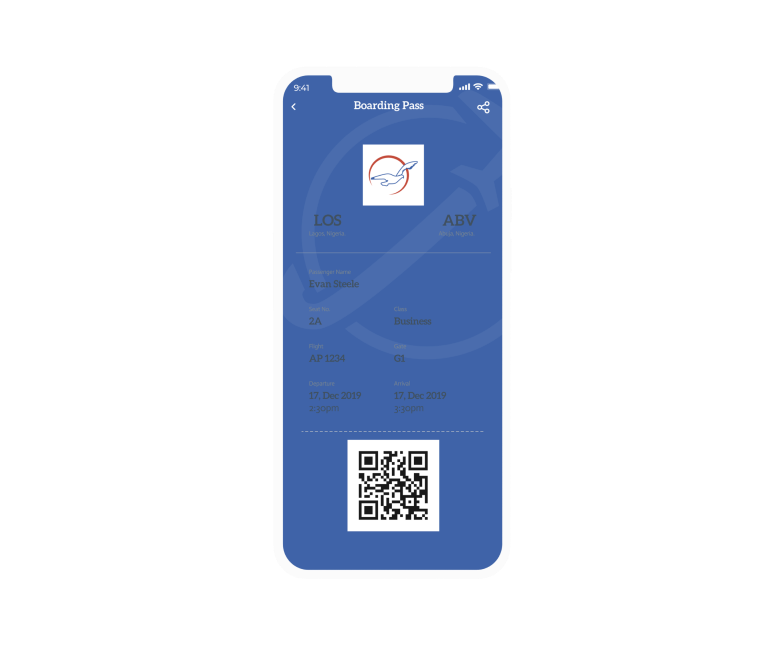 9:41
Boarding Pass
LOS ABV
Lagos, Nigeria Abuja, Nigeria
Passenger Name
Evan Steele
Seat No Class
2A Business
Flight Gate
AP 1234 G1
Departure Arrival
17, Dec 2019 17, Dec 2019
2:30pm 3:30pm